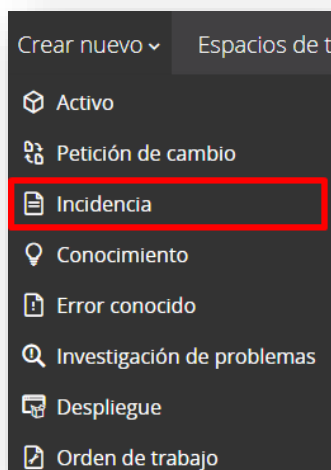 Crear nuevo Espacios de
Activo
Petición de cambio
Incidencia
Conocimiento
Error conocido
Investigación de problemas
Despliegue
Orden de trabajo